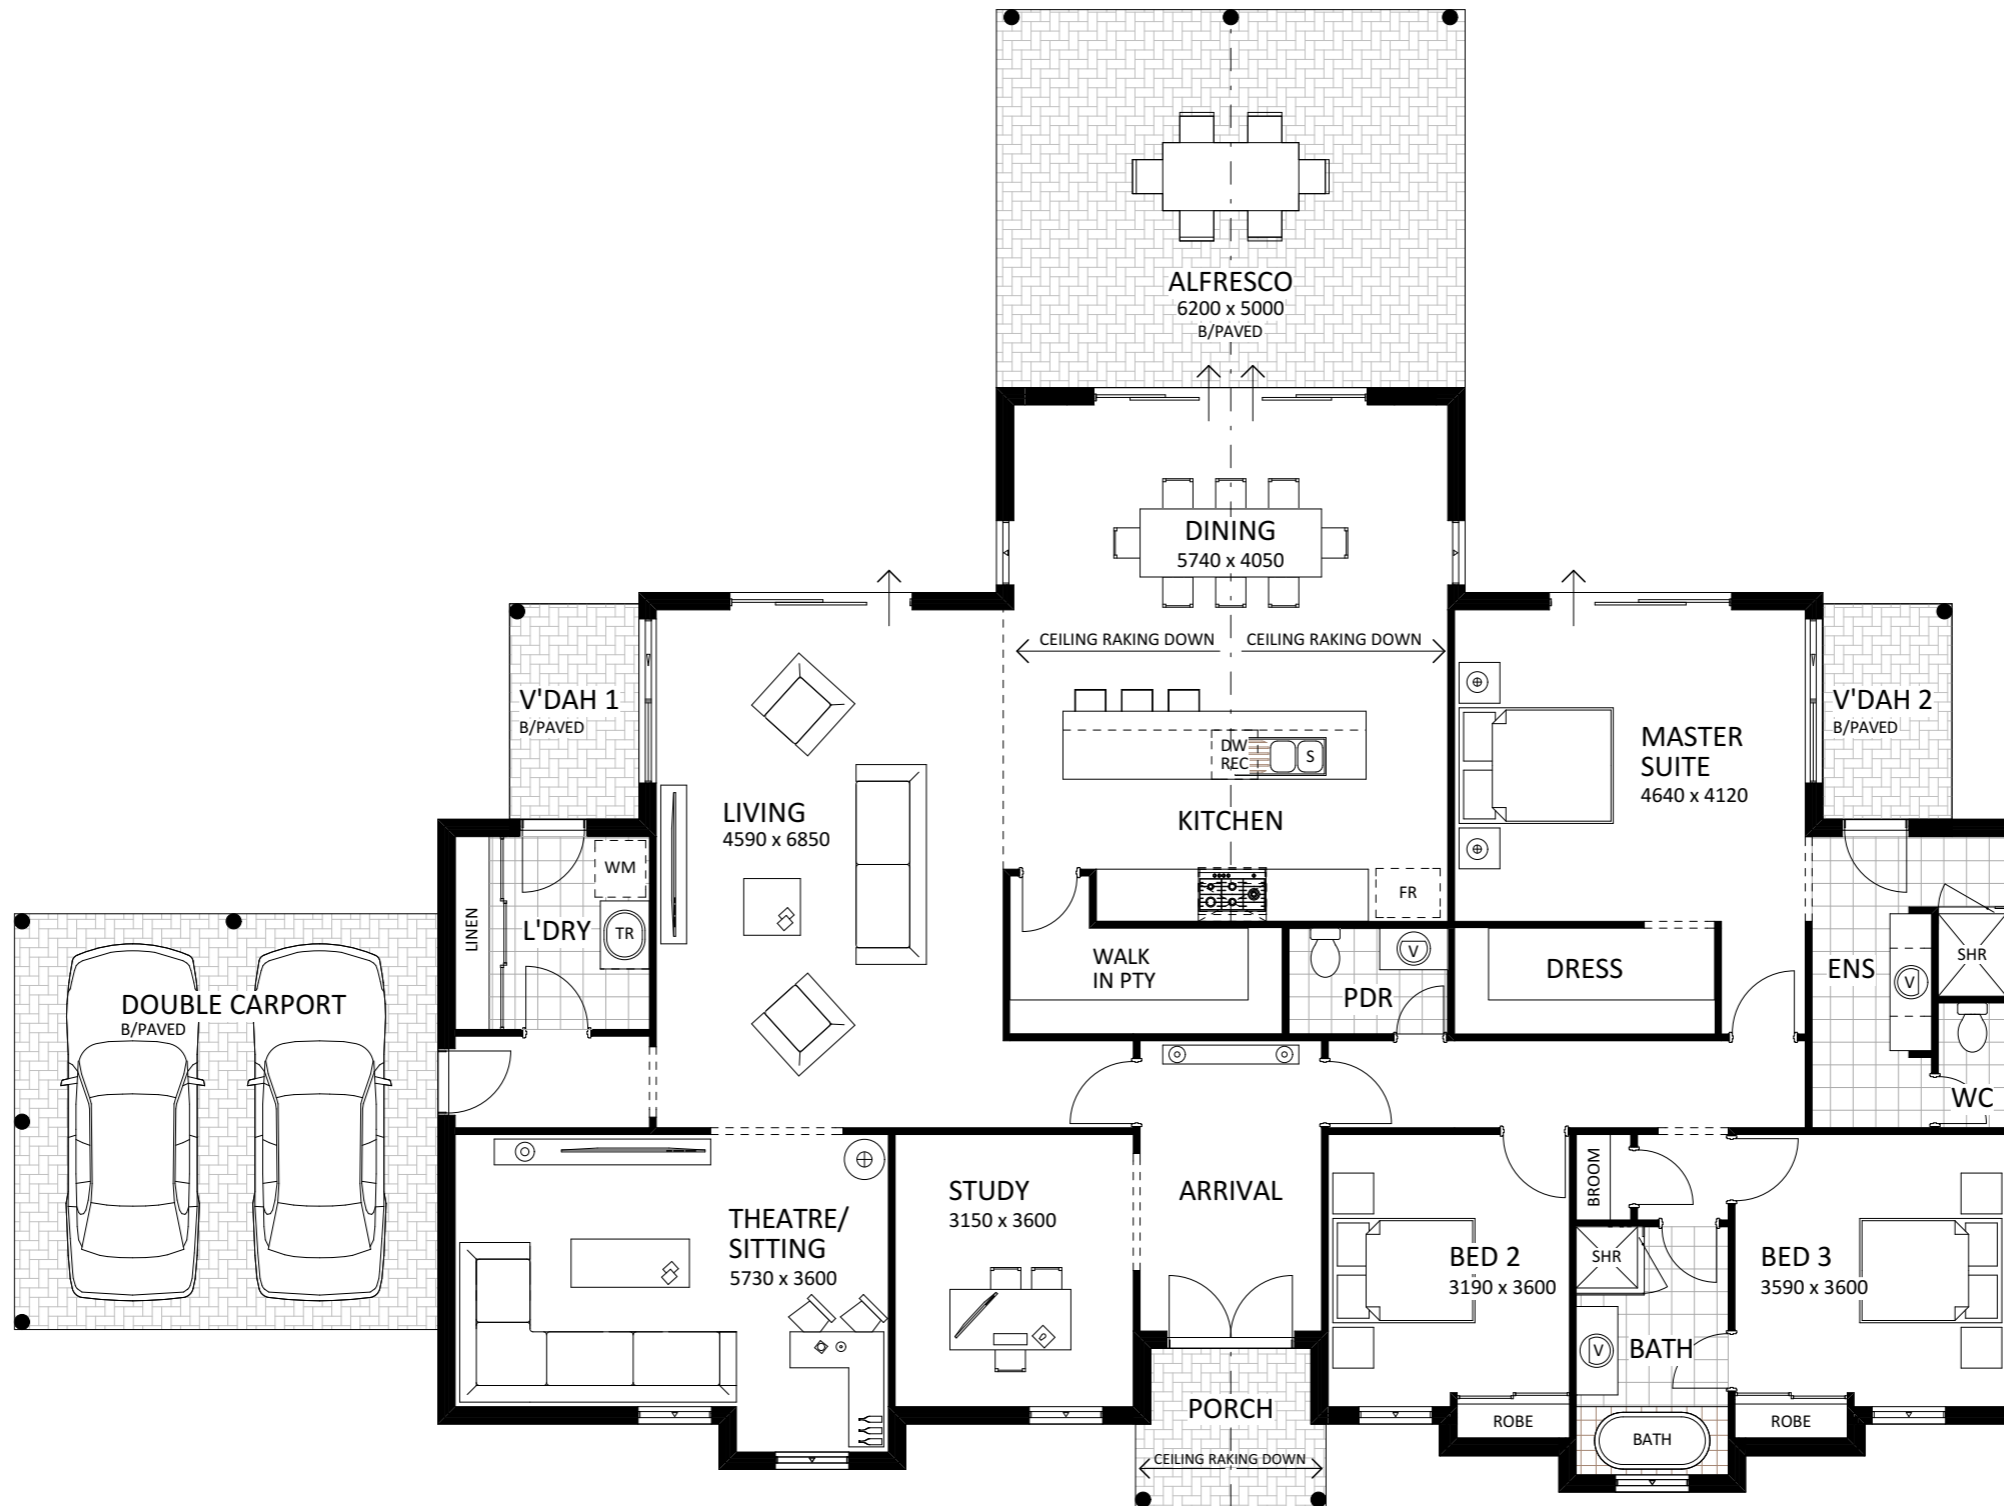 ALFRESCO
6200 x 5000
B/PAVED
DINING
5740 x 4050
CEILING RAKING DOWN
CEILING RAKING DOWN
V'DAH 1
B/PAVED
V'DAH 2
B/PAVED
DW
REC
S
MASTER
SUITE
4640 x 4120
LIVING
4590 x 6850
KITCHEN
WM
FR
LINEN
L'DRY
TR
WALK
IN PTY
PDR
V
DRESS
ENS
V
SHR
DOUBLE CARPORT
B/PAVED
WC
BROOM
STUDY
3150 x 3600
ARRIVAL
THEATRE/
SITTING
5730 x 3600
BED 2
3190 x 3600
SHR
BED 3
3590 x 3600
V
BATH
PORCH
ROBE
BATH
ROBE
CEILING RAKING DOWN